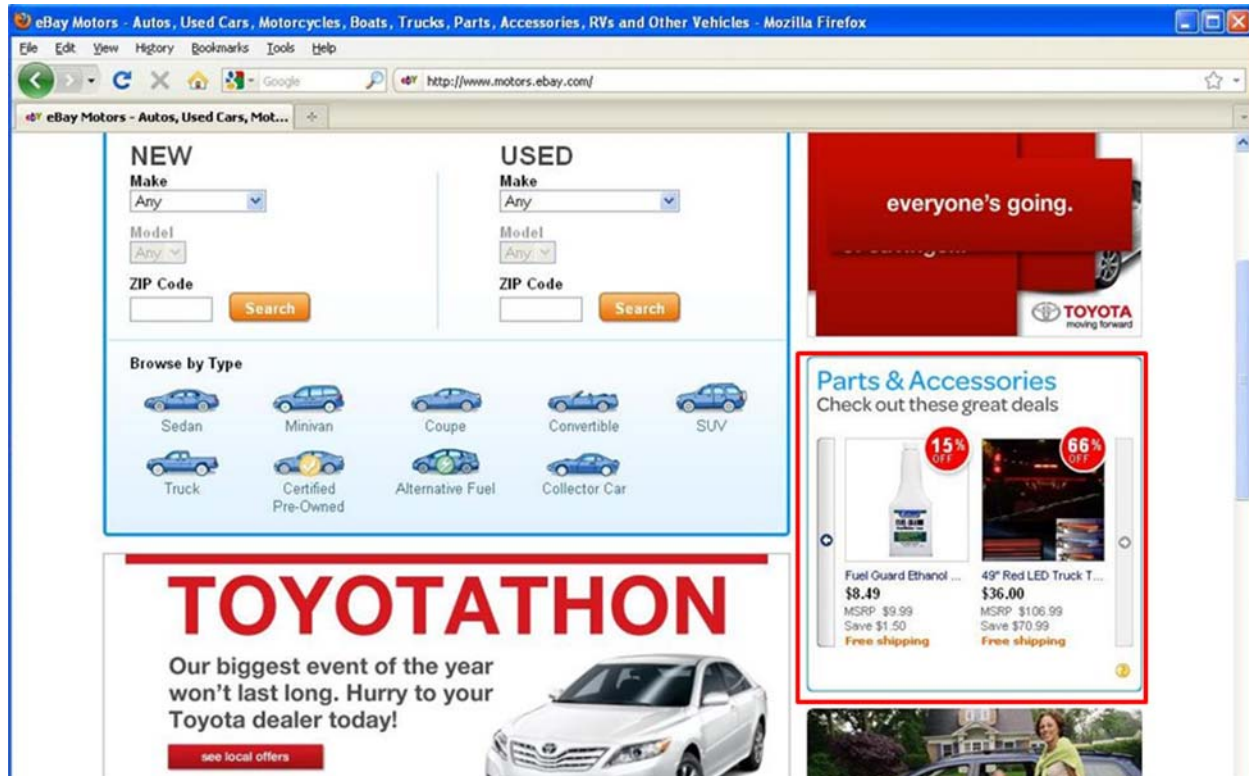 eBay Motors - Autos, Used Cars, Motorcycles, Boats, Trucks, Parts, Accessories, RVs and Other Vehicles - Mozilla Firefox
File Edit View History Bookmarks Tools Help
Google
http://www.motors.ebay.com/
eBay Motors - Autos, Used Cars, Mot...
NEW
Make
Any
Model
Any
ZIP Code
Search
USED
Make
Any
Model
Any
ZIP Code
Search
Browse by Type
Sedan Minivan Coupe Convertible SUV
Truck Certified Pre-Owned Alternative Fuel Collector Car
TOYOTATHON
Our biggest event of the year
won't last long. Hurry to your
Toyota dealer today!
see local offers
everyone's going.
TOYOTA
moving forward
Parts & Accessories
Check out these great deals
15% OFF
66% OFF
Fuel Guard Ethanol ...
$8.49
MSRP $9.99
Save $1.50
Free shipping
49" Red LED Truck T...
$36.00
MSRP $106.99
Save $70.99
Free shipping